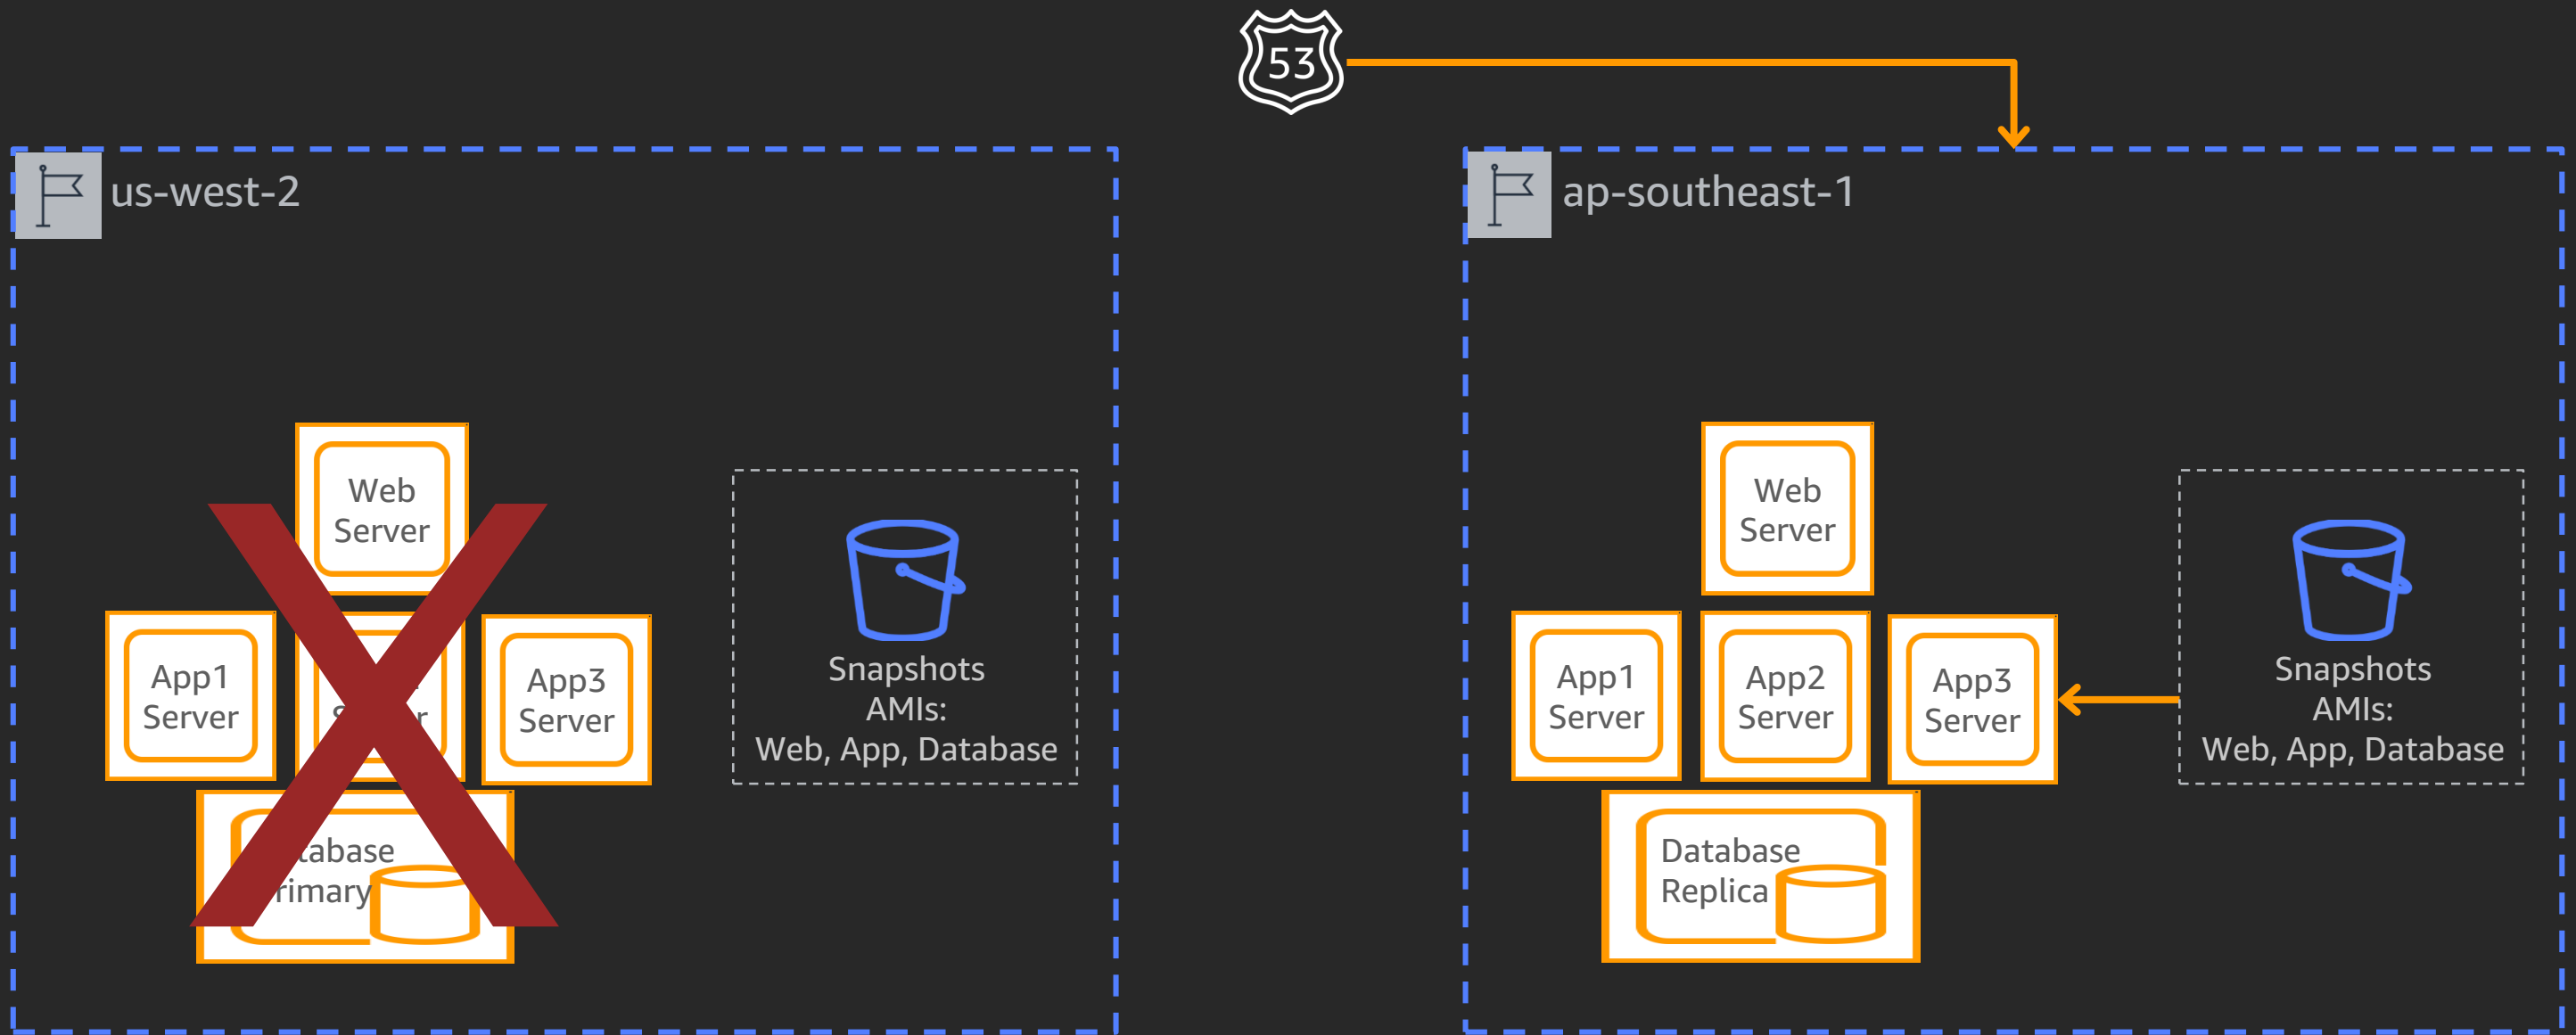 53
us-west-2
Web
Server
App1
Server
App3
Server
Snapshots
AMIs:
Web, App, Database
ap-southeast-1
Web
Server
App1
Server
App2
Server
App3
Server
Database
Replica
Snapshots
AMIs:
Web, App, Database